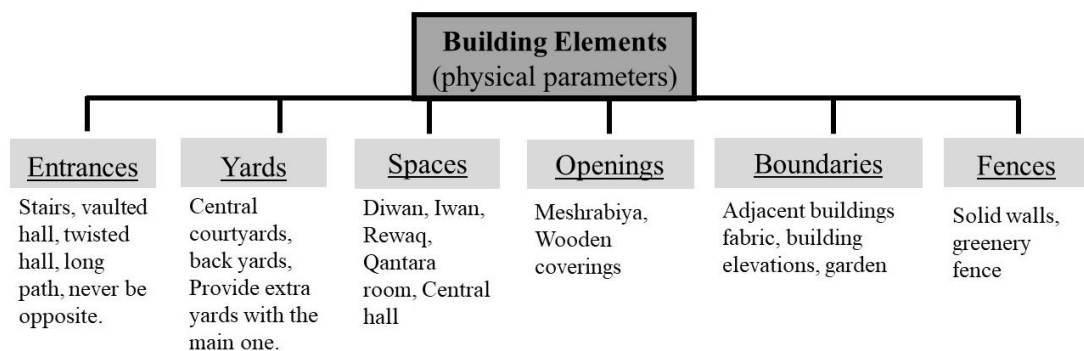 Building Elements
(physical parameters)
Entrances
Stairs, vaulted
hall, twisted
hall, long
path, never be
opposite.
Yards
Central
courtyards,
back yards,
Provide extra
yards with the
main one.
Spaces
Diwan, Iwan,
Rewaq,
Qantara
room, Central
hall
Openings
Meshrabiya,
Wooden
coverings
Boundaries
Adjacent buildings
fabric, building
elevations, garden
Fences
Solid walls,
greenery
fence